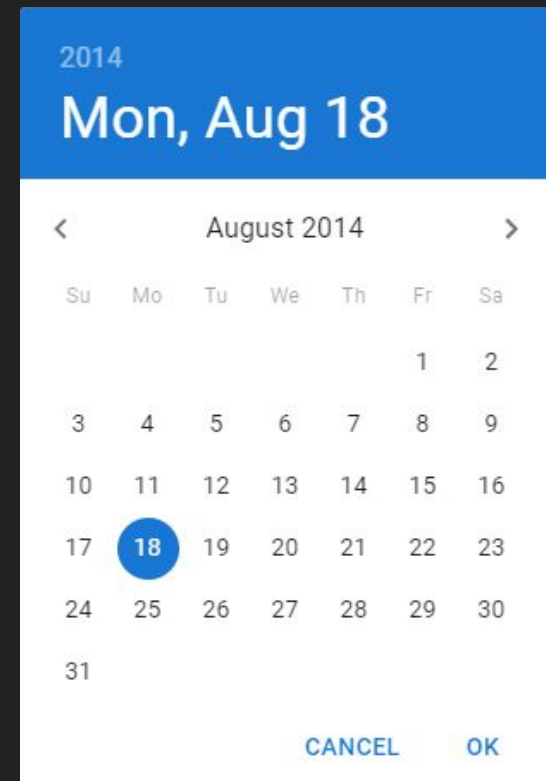 2014
Mon, Aug 18
August 2014
Su Mo Tu We Th Fr Sa
1 2
3 4 5 6 7 8 9
10 11 12 13 14 15 16
17 18 19 20 21 22 23
24 25 26 27 28 29 30
31
CANCEL OK